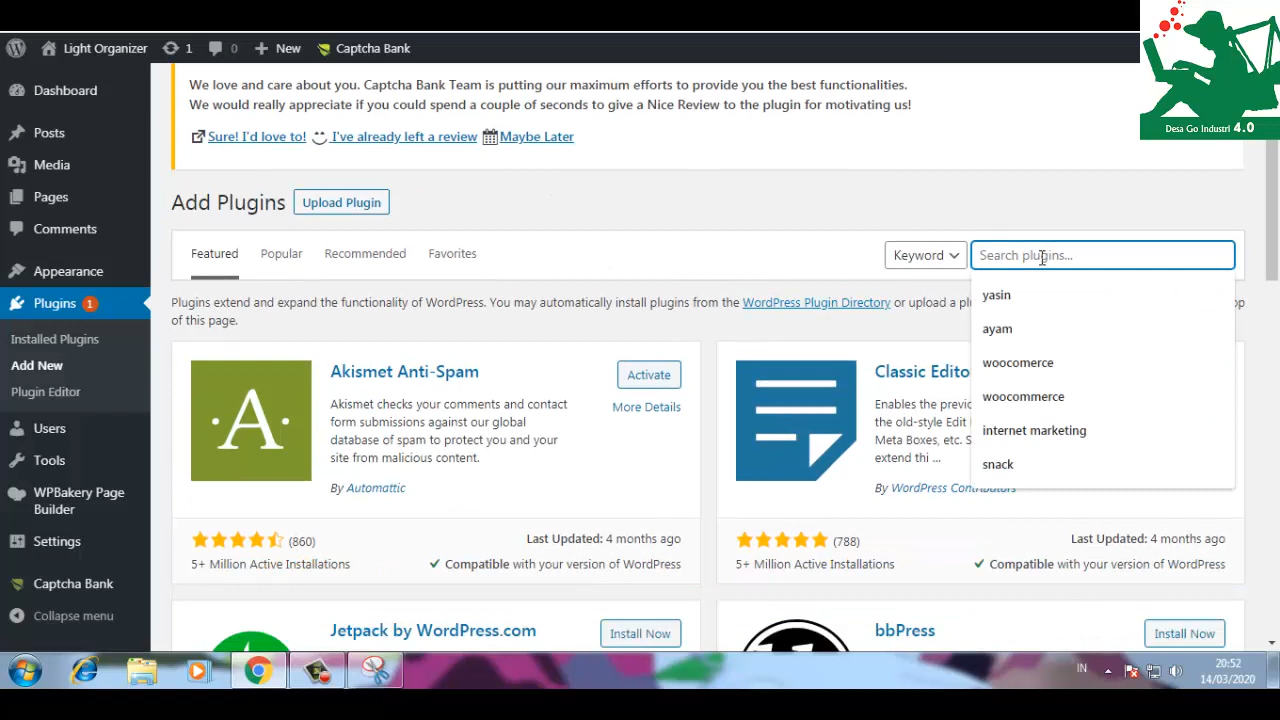 Light Organizer
1
0
New
Captcha Bank
Desa Go Industri 4.0
Dashboard
Posts
Media
Pages
Comments
Appearance
Plugins 1
Installed Plugins
Add New
Plugin Editor
Users
Tools
WPBakery Page
Builder
Settings
Captcha Bank
Collapse menu
We love and care about you. Captcha Bank Team is putting our maximum efforts to provide you the best functionalities.
We would really appreciate if you could spend a couple of seconds to give a Nice Review to the plugin for motivating us!
Sure! I'd love to! I've already left a review Maybe Later
Add Plugins Upload Plugin
Featured Popular Recommended Favorites
Keyword Search plugins...
yasin
ayam
woocomerce
woocommerce
internet marketing
snack
Plugins extend and expand the functionality of WordPress. You may automatically install plugins from the WordPress Plugin Directory or upload a
of this page.
Akismet Anti-Spam
Activate
More Details
Akismet checks your comments and contact
form submissions against our global
database of spam to protect you and your
site from malicious content.
By Automattic
(860)
5+ Million Active Installations
Last Updated: 4 months ago
Compatible with your version of WordPress
Classic Edito
Enables the previo
the old-style Edit
Meta Boxes, etc. S
extend thi ...
By WordPress Contributors
(788)
5+ Million Active Installations
Last Updated: 4 months ago
Compatible with your version of WordPress
Jetpack by WordPress.com
Install Now
bbPress
Install Now
IN
20:52
14/03/2020